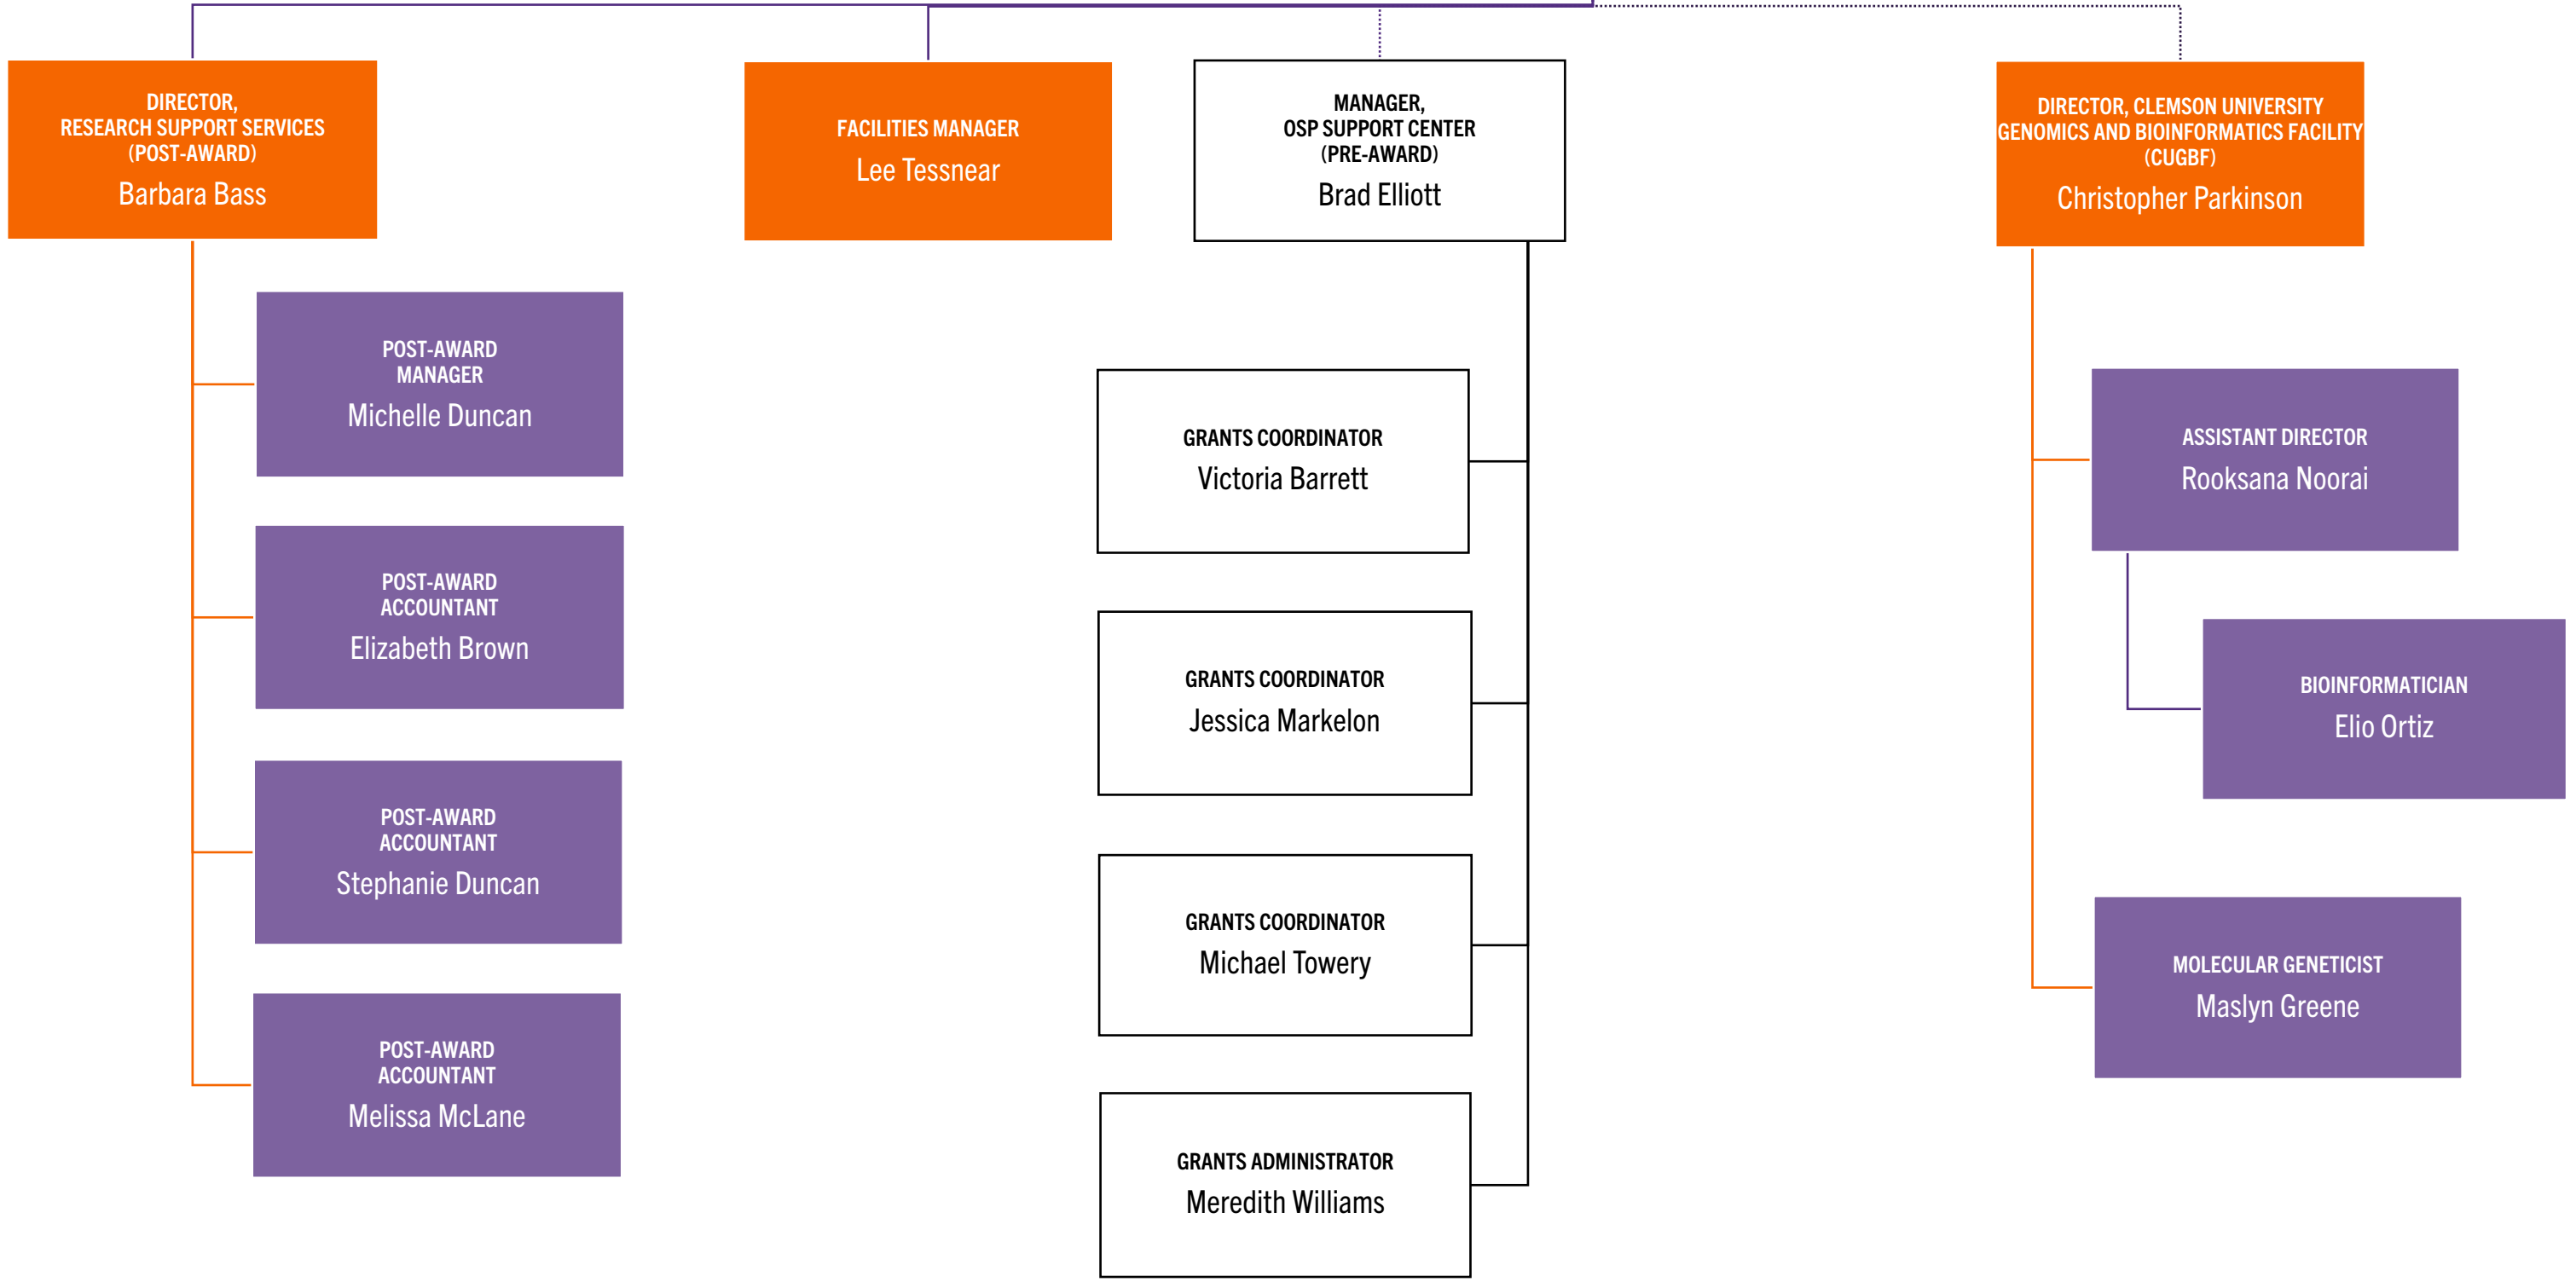 DIRECTOR,
RESEARCH SUPPORT SERVICES
(POST-AWARD)
Barbara Bass
FACILITIES MANAGER
Lee Tessnear
MANAGER,
OSP SUPPORT CENTER
(PRE-AWARD)
Brad Elliott
DIRECTOR, CLEMSON UNIVERSITY
GENOMICS AND BIOINFORMATICS FACILITY
(CUGBF)
Christopher Parkinson
POST-AWARD
MANAGER
Michelle Duncan
POST-AWARD
ACCOUNTANT
Elizabeth Brown
POST-AWARD
ACCOUNTANT
Stephanie Duncan
POST-AWARD
ACCOUNTANT
Melissa McLane
GRANTS COORDINATOR
Victoria Barrett
GRANTS COORDINATOR
Jessica Markelon
GRANTS COORDINATOR
Michael Towery
GRANTS ADMINISTRATOR
Meredith Williams
ASSISTANT DIRECTOR
Rooksana Noorai
BIOINFORMATICIAN
Elio Ortiz
MOLECULAR GENETICIST
Maslyn Greene